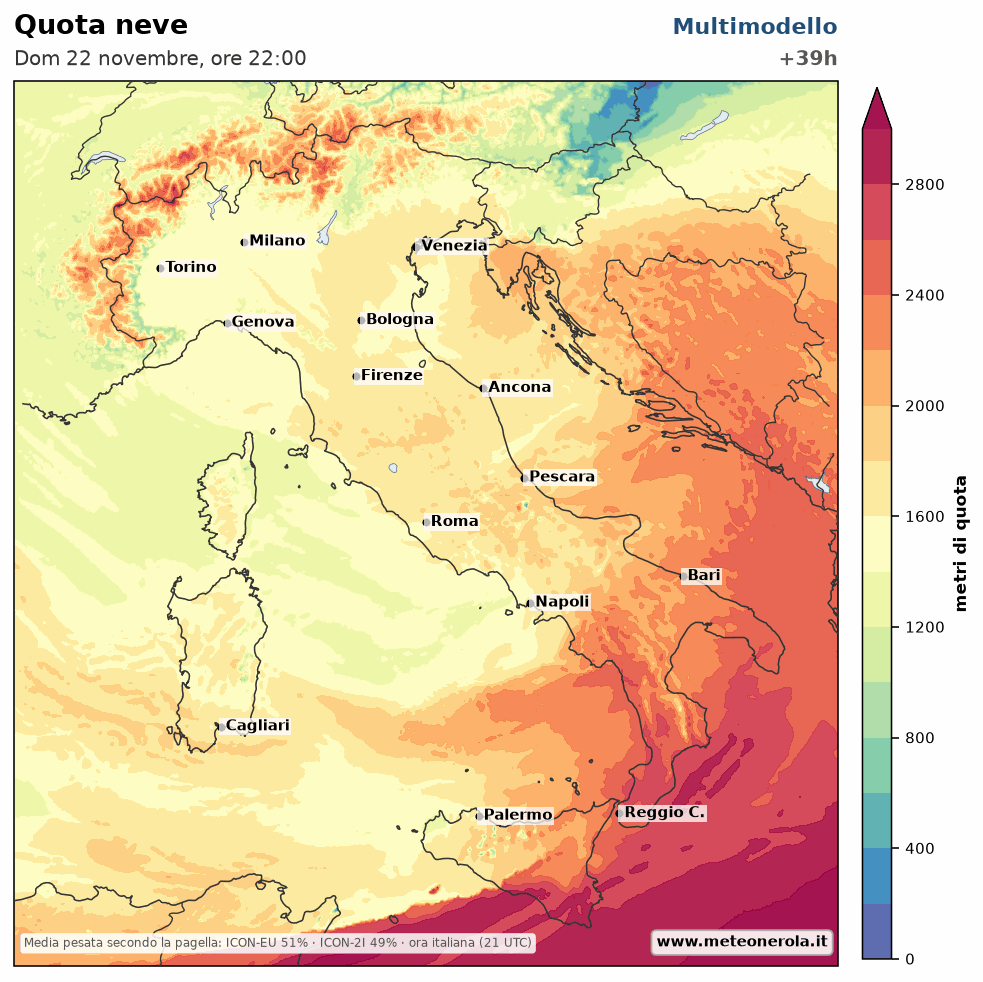 Quota neve
Multimodello
Dom 22 novembre, ore 22:00
+39h
Milano
Venezia
Torino
Genova
Bologna
Firenze
Ancona
Pescara
Roma
Bari
Napoli
Cagliari
Palermo
Reggio C.
2800
2400
2000
1600
1200
800
400
0
metri di quota
Media pesata secondo la pagella: ICON-EU 51% · ICON-2I 49% · ora italiana (21 UTC)
www.meteonerola.it